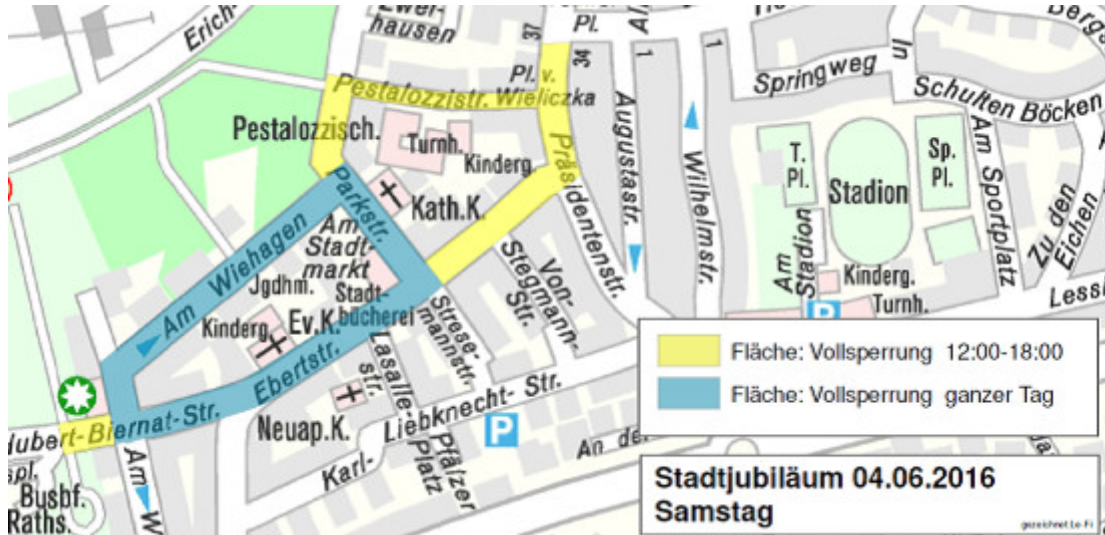 Erich-
hausen
Pl.
37
34
1
1
Pl. v.
Wieliczka
Pestalozzistr.
Pestalozzisch.
Turnh.
Kinderg.
Kath.K.
Parkstr.
Präsidentenstr.
Augustastr.
Wilhelmstr.
Springweg
In
Schulten Böcken
T.
Pl.
Stadion
Sp.
Pl.
Am Sportplatz
Zu den
Eichen
Am
Stadion
Kinderg.
Turnh.
P
Am Wiehagen
Am
Stadt-
markt
Jgdhm.
Stadt-
bücherei
Kinderg.
Ev.K.
Ebertstr.
Strese-
mannstr.
Von-
Stegmann-
Str.
Lasalle-
str.
Neuap.K.
Karl-
Liebknecht-
Str.
P
Pfälzer
Platz
An de
Hubert-Biernat-Str.
Am W
spl.
Busbf.
Raths.
Fläche: Vollsperrung 12:00-18:00
Fläche: Vollsperrung ganzer Tag
Stadtjubiläum 04.06.2016
Samstag
gezeichnet Le-Fi